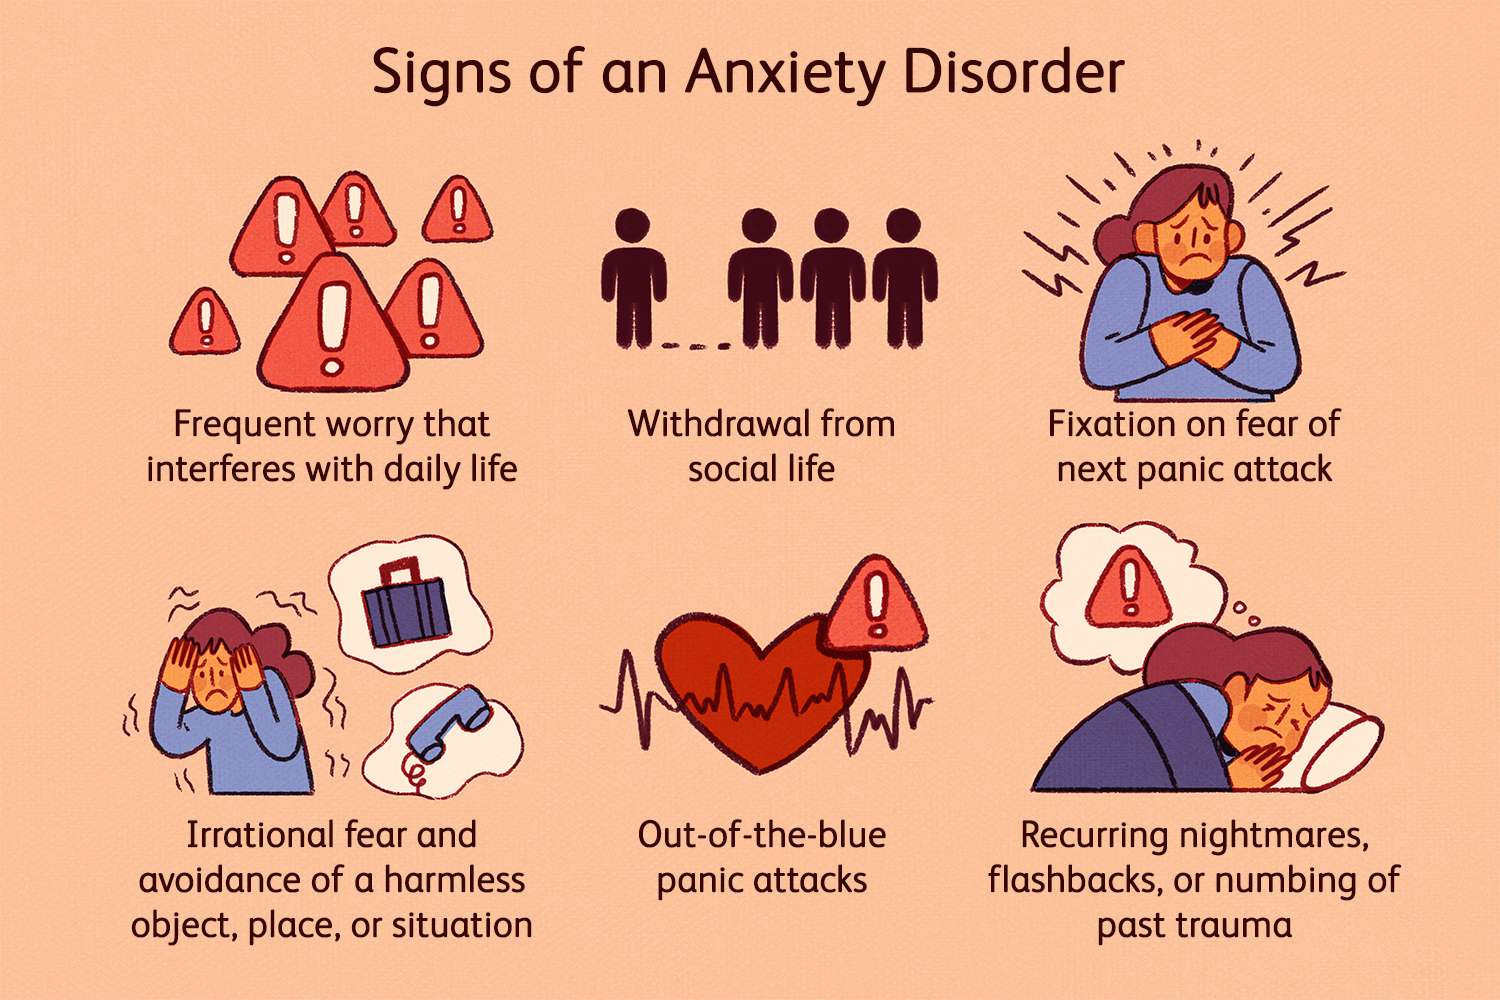 Signs of an Anxiety Disorder
Frequent worry that
interferes with daily life
Withdrawal from
social life
Fixation on fear of
next panic attack
Irrational fear and
avoidance of a harmless
object, place, or situation
Out-of-the-blue
panic attacks
Recurring nightmares,
flashbacks, or numbing of
past trauma